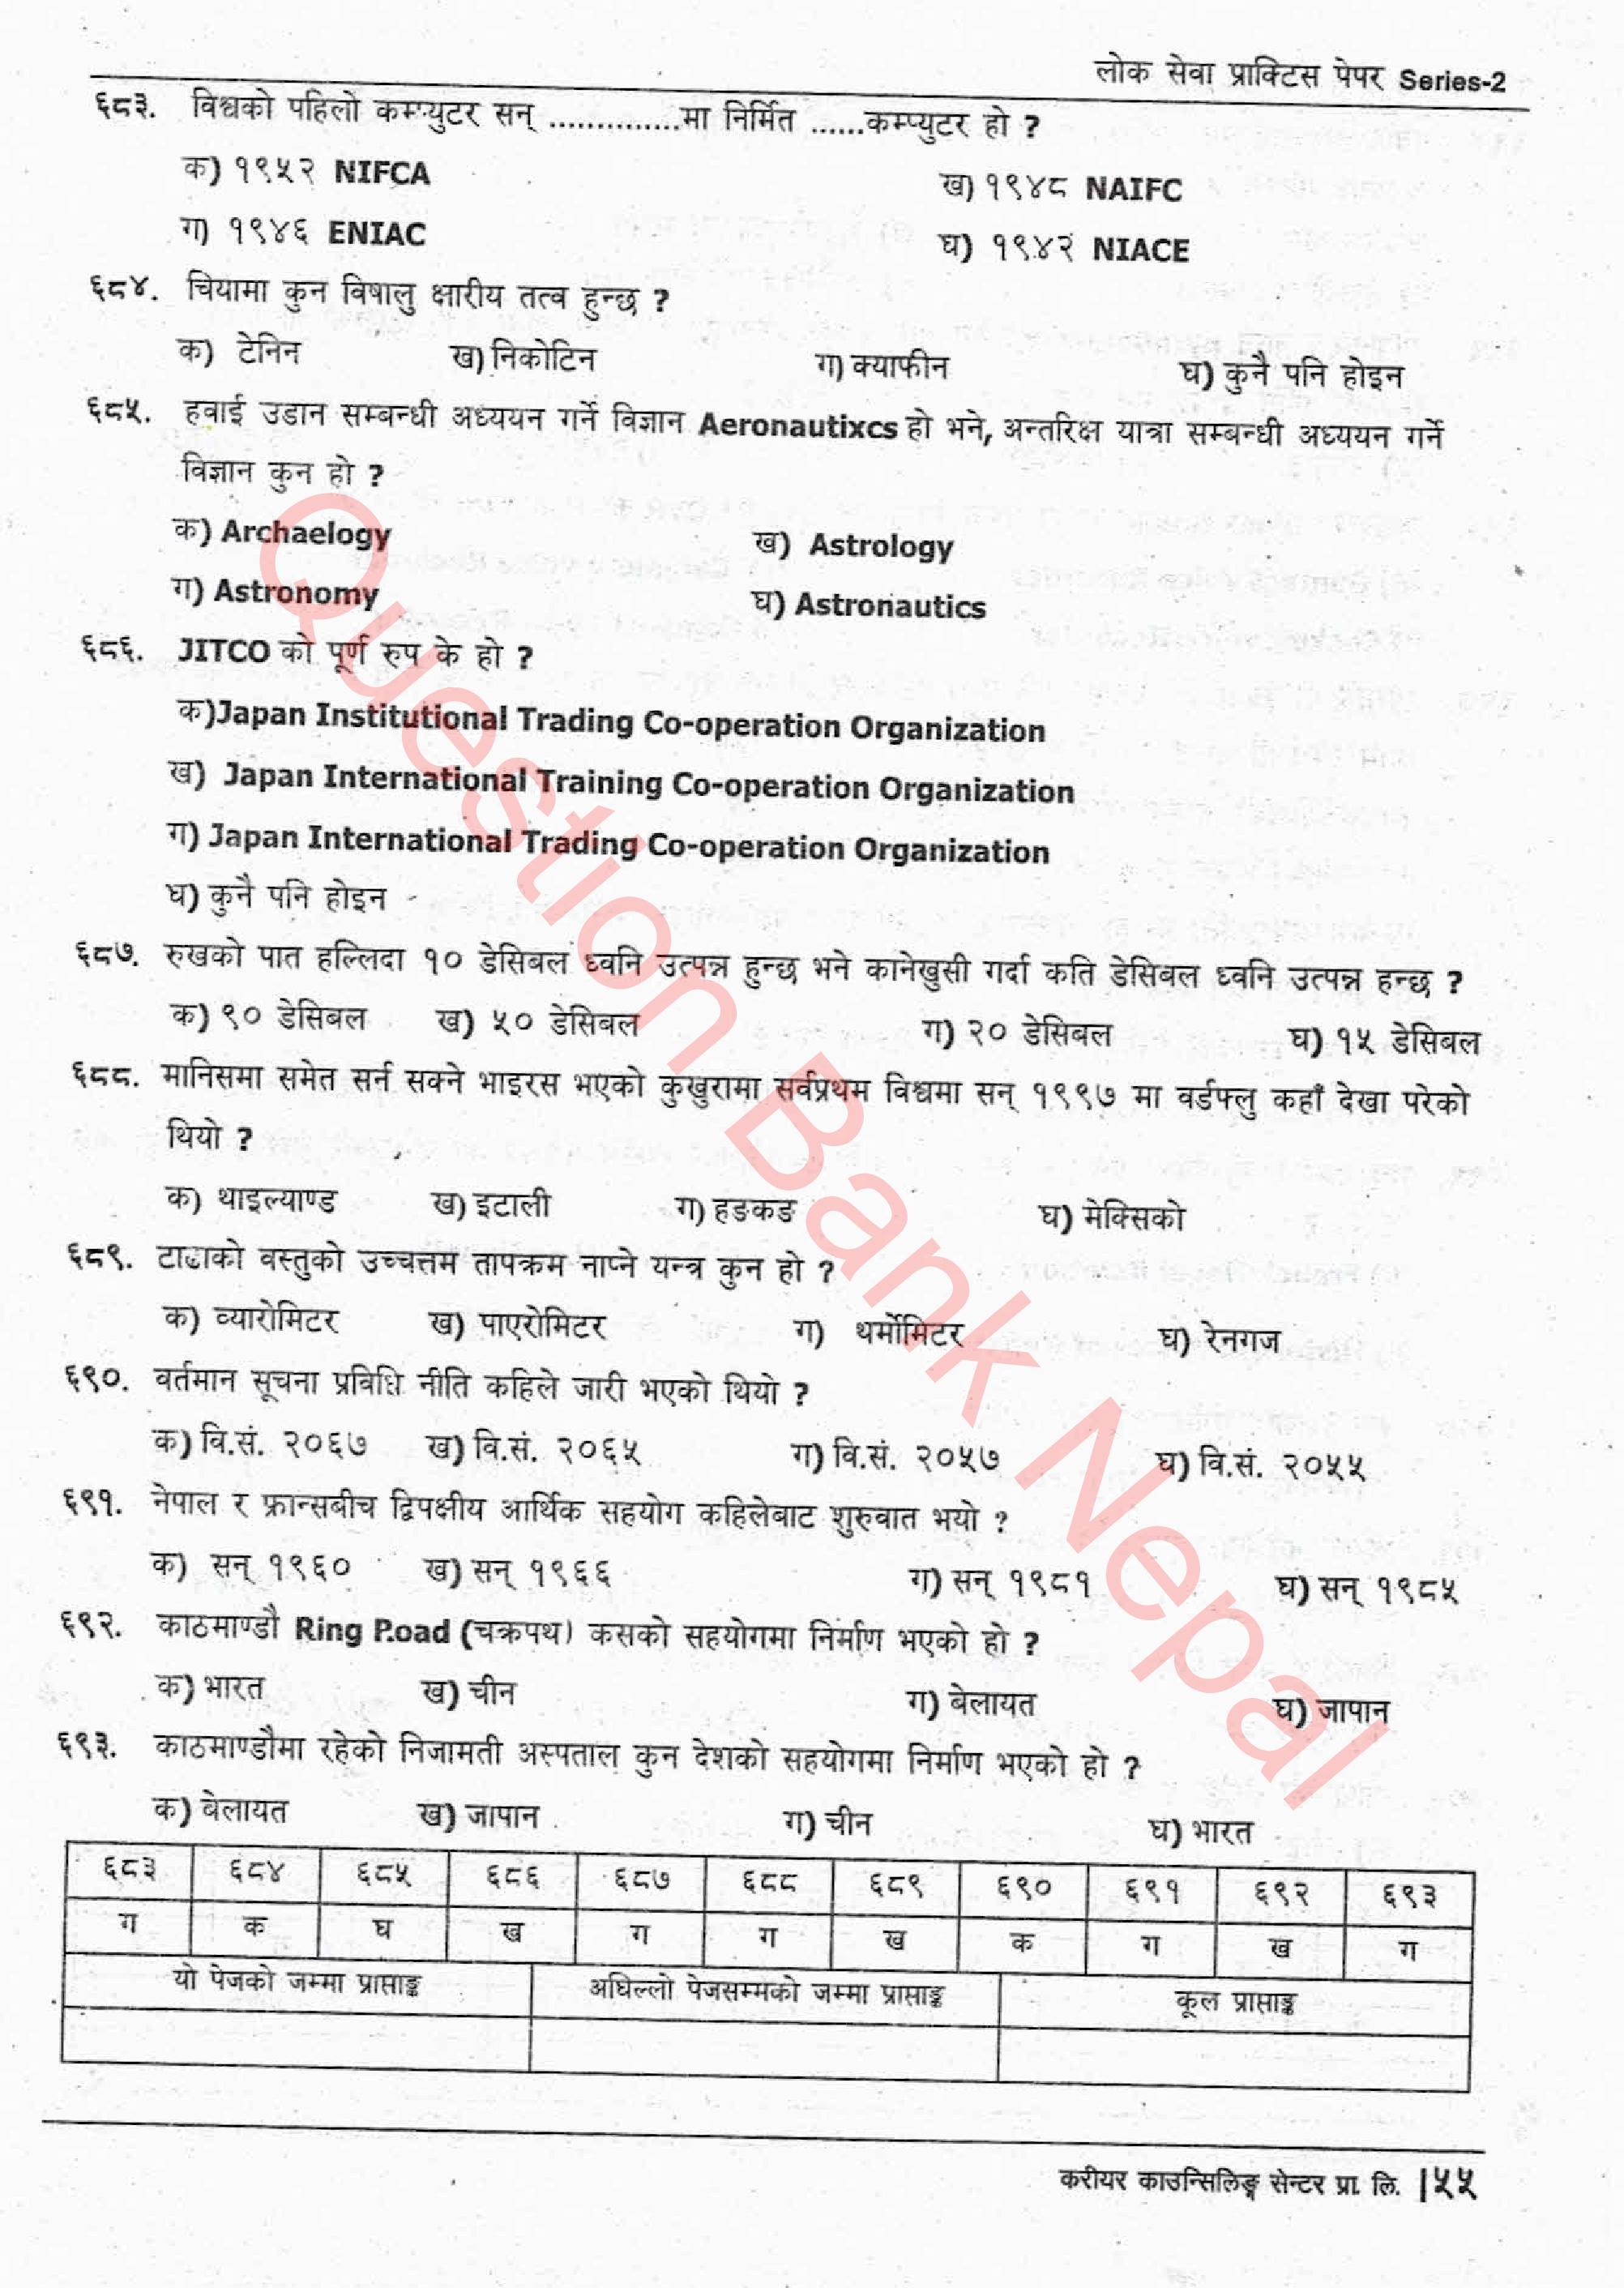 लोक सेवा प्राक्टिस पेपर Series-2
६८३. विश्वको पहिलो कम्प्युटर सन् ..............मा निर्मित ......कम्प्युटर हो ?
क) १९५२ NIFCA ख) १९४८ NAIFC
ग) १९४६ ENIAC घ) १९४२ NIACE
६८४. चियामा कुन विषालु क्षारीय तत्व हुन्छ ?
क) टेनिन ख) निकोटिन ग) क्याफीन घ) कुनै पनि होइन
६८५. हवाई उडान सम्बन्धी अध्ययन गर्ने विज्ञान Aeronautixcs हो भने, अन्तरिक्ष यात्रा सम्बन्धी अध्ययन गर्ने
विज्ञान कुन हो ?
क) Archaelogy ख) Astrology
ग) Astronomy घ) Astronautics
६८६. JITCO को पूर्ण रुप के हो ?
क)Japan Institutional Trading Co-operation Organization
ख) Japan International Training Co-operation Organization
ग) Japan International Trading Co-operation Organization
घ) कुनै पनि होइन
६८७. रुखको पात हल्लिदा १० डेसिबल ध्वनि उत्पन्न हुन्छ भने कानेखुसी गर्दा कति डेसिबल ध्वनि उत्पन्न हन्छ ?
क) ९० डेसिबल ख) ५० डेसिबल ग) २० डेसिबल घ) १५ डेसिबल
६८८. मानिसमा समेत सर्न सक्ने भाइरस भएको कुखुरामा सर्वप्रथम विश्वमा सन् १९९७ मा वर्डफ्लु कहाँ देखा परेको
थियो ?
क) थाइल्याण्ड ख) इटाली ग) हङकङ घ) मेक्सिको
६८९. टाढाको वस्तुको उच्चत्तम तापक्रम नाप्ने यन्त्र कुन हो ?
क) व्यारोमिटर ख) पाएरोमिटर ग) थर्मोमिटर घ) रेनगज
६९०. वर्तमान सूचना प्रविधि नीति कहिले जारी भएको थियो ?
क) वि.सं. २०६७ ख) वि.सं. २०६५ ग) वि.सं. २०५७ घ) वि.सं. २०५५
६९१. नेपाल र फ्रान्सबीच द्विपक्षीय आर्थिक सहयोग कहिलेबाट शुरुवात भयो ?
क) सन् १९६० ख) सन् १९६६ ग) सन् १९८१ घ) सन् १९८५
६९२. काठमाण्डौ Ring Road (चक्रपथ) कसको सहयोगमा निर्माण भएको हो ?
क) भारत ख) चीन ग) बेलायत घ) जापान
६९३. काठमाण्डौमा रहेको निजामती अस्पताल कुन देशको सहयोगमा निर्माण भएको हो ?
क) बेलायत ख) जापान ग) चीन घ) भारत
६८३ ६८४ ६८५ ६८६ ६८७ ६८८ ६८९ ६९० ६९१ ६९२ ६९३
ग क घ ख ग ग ख क ग ख ग
यो पेजको जम्मा प्राप्ताङ्क अघिल्लो पेजसम्मको जम्मा प्राप्ताङ्क कूल प्राप्ताङ्क
करीयर काउन्सिलिङ्ग सेन्टर प्रा. लि. |५५
Question Bank Nepal